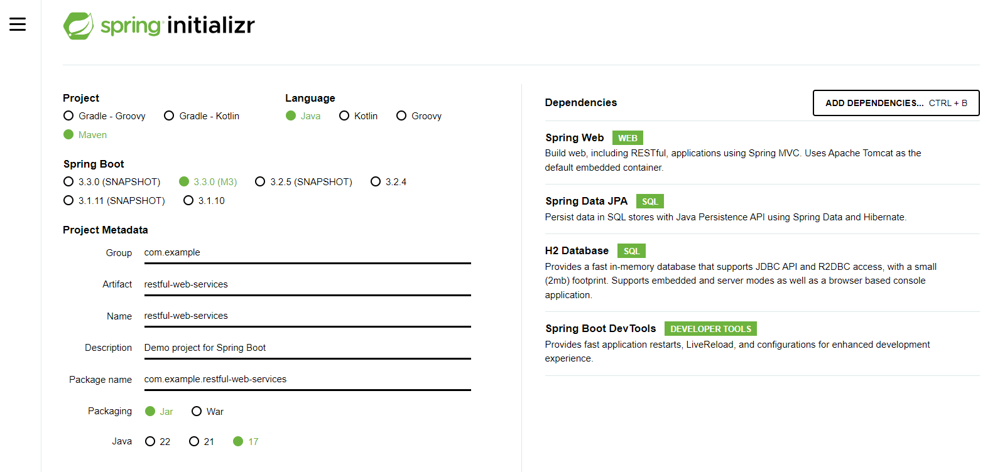 spring initializr
Project
Gradle - Groovy Gradle - Kotlin
Maven
Language
Java Kotlin Groovy
Spring Boot
3.3.0 (SNAPSHOT) 3.3.0 (M3) 3.2.5 (SNAPSHOT) 3.2.4
3.1.11 (SNAPSHOT) 3.1.10
Project Metadata
Group com.example
Artifact restful-web-services
Name restful-web-services
Description Demo project for Spring Boot
Package name com.example.restful-web-services
Packaging Jar War
Java 22 21 17
Dependencies ADD DEPENDENCIES... CTRL + B
Spring Web WEB
Build web, including RESTful, applications using Spring MVC. Uses Apache Tomcat as the
default embedded container.
Spring Data JPA SQL
Persist data in SQL stores with Java Persistence API using Spring Data and Hibernate.
H2 Database SQL
Provides a fast in-memory database that supports JDBC API and R2DBC access, with a small
(2mb) footprint. Supports embedded and server modes as well as a browser based console
application.
Spring Boot DevTools DEVELOPER TOOLS
Provides fast application restarts, LiveReload, and configurations for enhanced development
experience.